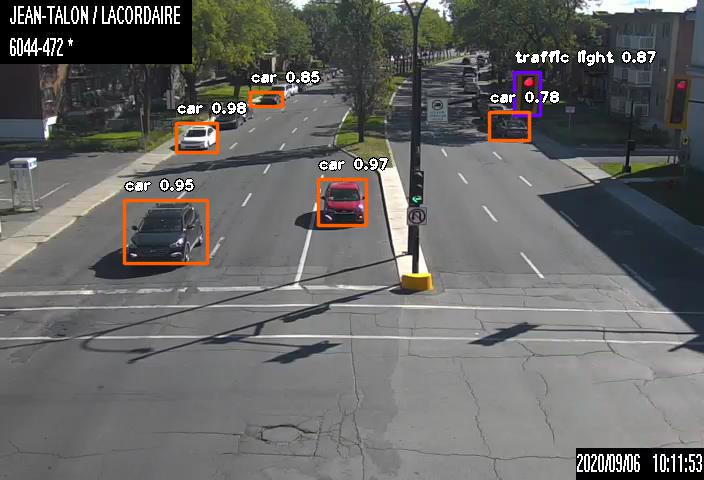 JEAN-TALON / LACORDAIRE
6044-472 *
traffic light 0.87
car 0.85
car 0.78
car 0.98
car 0.97
car 0.95
2020/09/06 10:11:53